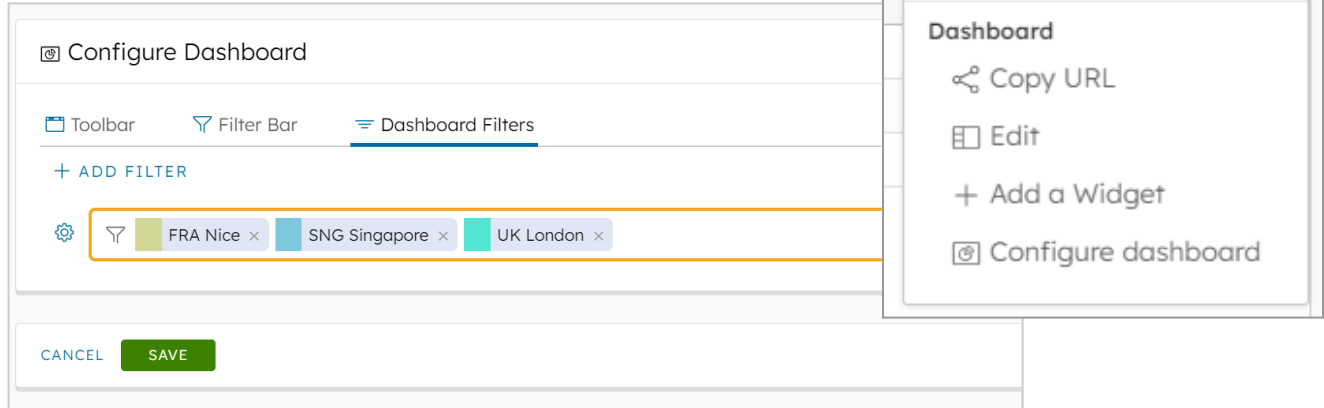 Configure Dashboard
Toolbar
Filter Bar
Dashboard Filters
+ ADD FILTER
FRA Nice × SNG Singapore × UK London ×
CANCEL SAVE
Dashboard
Copy URL
Edit
+ Add a Widget
Configure dashboard